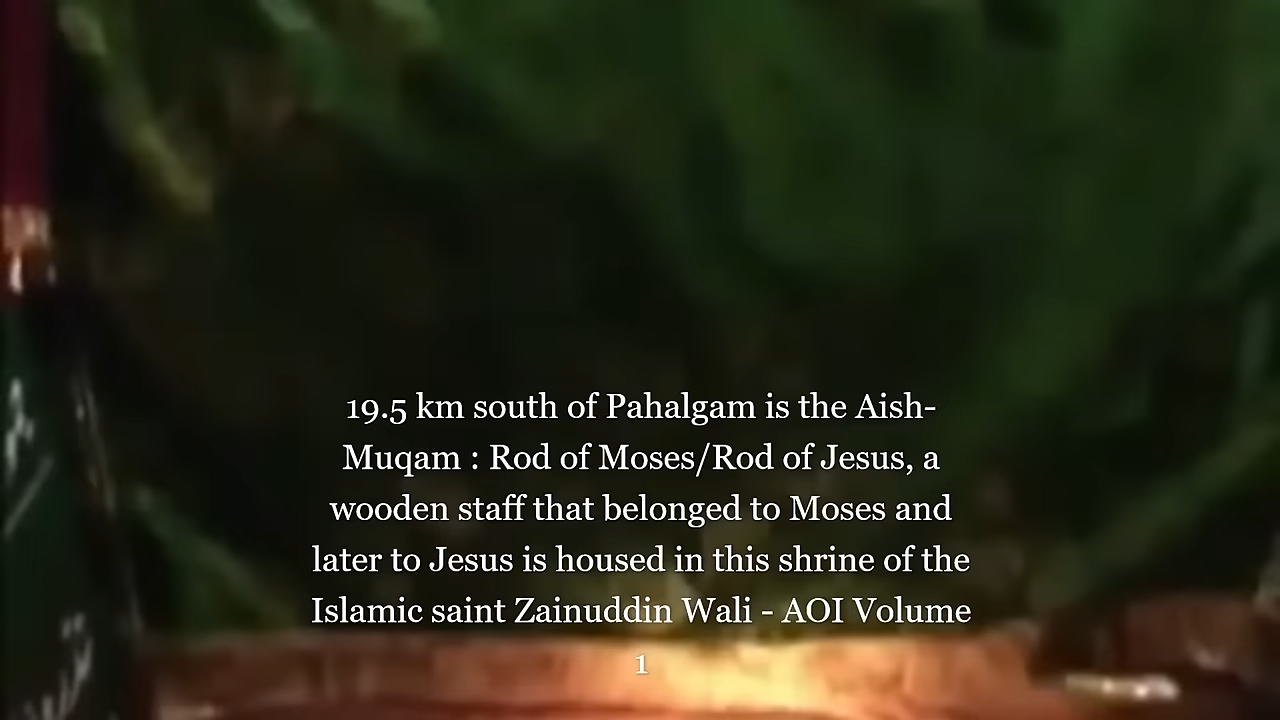 19.5 km south of Pahalgam is the Aish-
Muqam : Rod of Moses/Rod of Jesus, a
wooden staff that belonged to Moses and
later to Jesus is housed in this shrine of the
Islamic saint Zainuddin Wali - AOI Volume
1